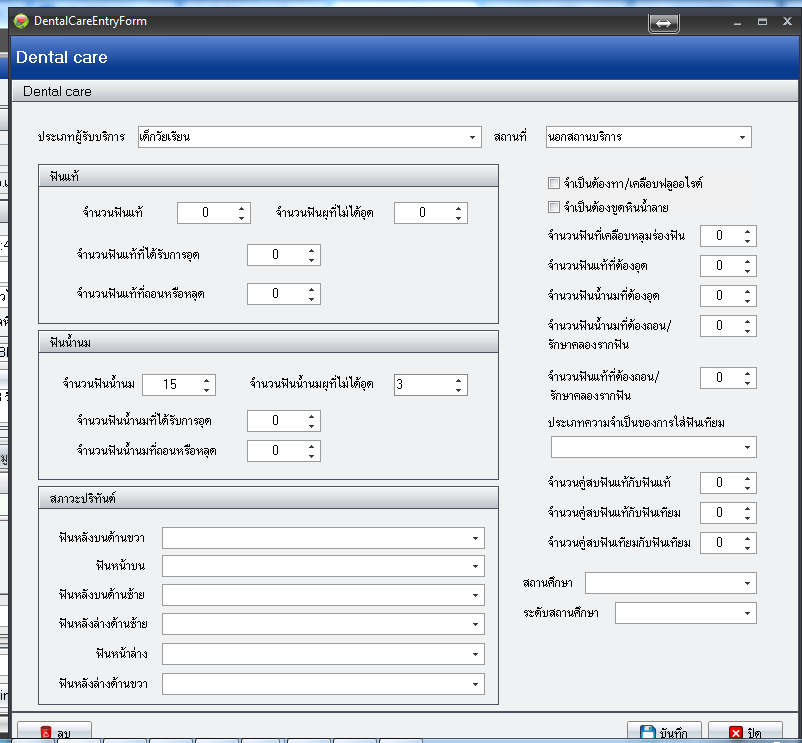 DentalCareEntryForm
Dental care
Dental care
ประเภทผู้รับบริการ เด็กวัยเรียน สถานที่ นอกสถานบริการ
ฟันแท้
จำนวนฟันแท้ 0 จำนวนฟันผุที่ไม่ได้อุด 0
จำนวนฟันแท้ที่ได้รับการอุด 0
จำนวนฟันแท้ที่ถอนหรือหลุด 0
ฟันน้ำนม
จำนวนฟันน้ำนม 15 จำนวนฟันน้ำนมผุที่ไม่ได้อุด 3
จำนวนฟันน้ำนมที่ได้รับการอุด 0
จำนวนฟันน้ำนมที่ถอนหรือหลุด 0
สภาวะปริทันต์
ฟันหลังบนด้านขวา
ฟันหน้าบน
ฟันหลังบนด้านซ้าย
ฟันหลังล่างด้านซ้าย
ฟันหน้าล่าง
ฟันหลังล่างด้านขวา
จำเป็นต้องทา/เคลือบฟลูออไรด์
จำเป็นต้องขูดหินน้ำลาย
จำนวนฟันที่เคลือบหลุมร่องฟัน 0
จำนวนฟันแท้ที่ต้องอุด 0
จำนวนฟันน้ำนมที่ต้องอุด 0
จำนวนฟันน้ำนมที่ต้องถอน/ 0
รักษาคลองรากฟัน
จำนวนฟันแท้ที่ต้องถอน/ 0
รักษาคลองรากฟัน
ประเภทความจำเป็นของการใส่ฟันเทียม
จำนวนคู่สบฟันแท้กับฟันแท้ 0
จำนวนคู่สบฟันแท้กับฟันเทียม 0
จำนวนคู่สบฟันเทียมกับฟันเทียม 0
สถานศึกษา
ระดับสถานศึกษา
ลบ บันทึก ปิด